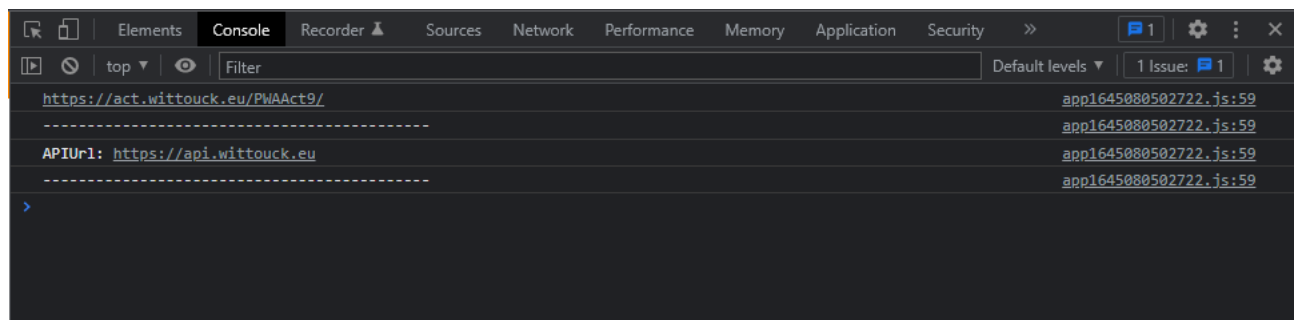 Elements Console Recorder Sources Network Performance Memory Application Security » 1
top ▼ Filter Default levels ▼ 1 Issue: 1
https://act.wittouck.eu/PWAAct9/ app1645080502722.js:59
-------------------------------------------- app1645080502722.js:59
APIUrl: https://api.wittouck.eu app1645080502722.js:59
-------------------------------------------- app1645080502722.js:59
>